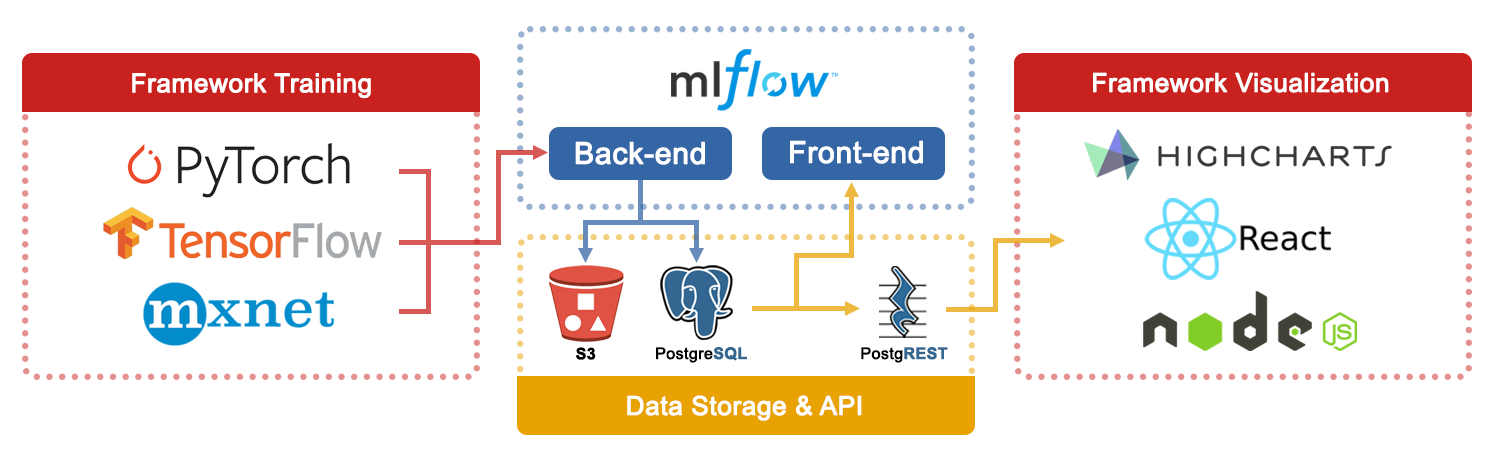 Framework Training
PyTorch
TensorFlow
mxnet
mlflow™
Back-end
Front-end
S3
PostgreSQL
PostgREST
Data Storage & API
Framework Visualization
HIGHCHARTS
React
node
JS